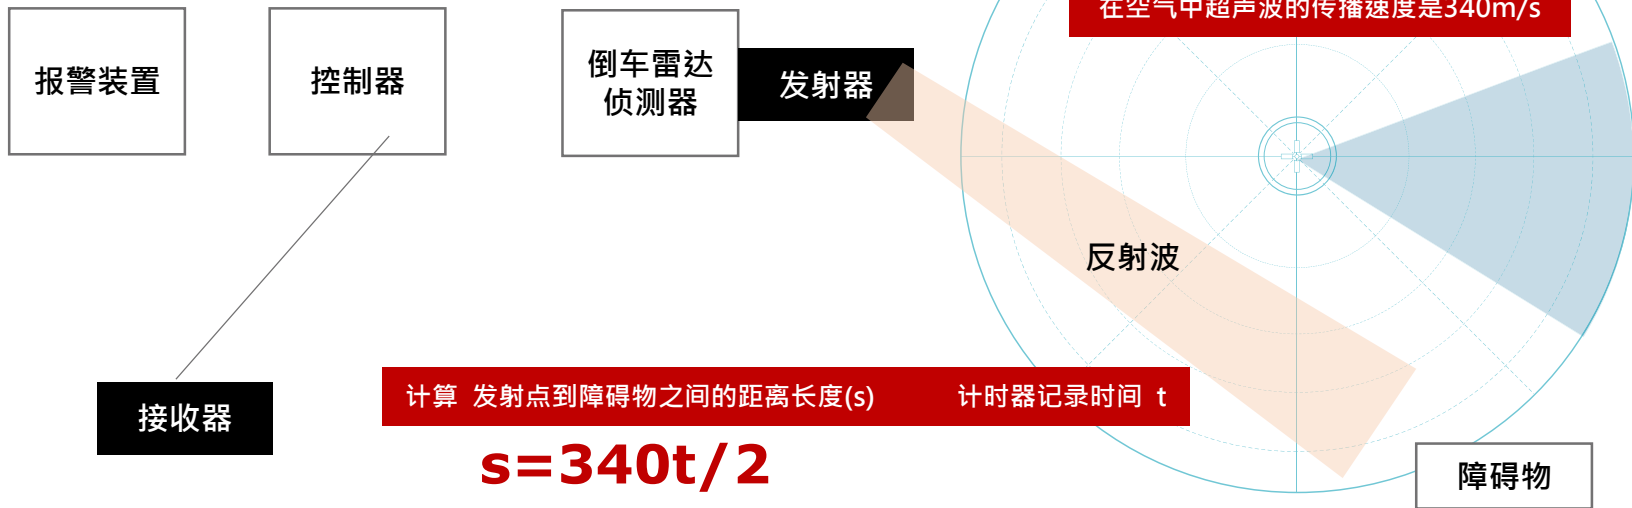 在空气中超声波的传播速度是340m/s
报警装置
控制器
倒车雷达
侦测器
发射器
反射波
接收器
计算 发射点到障碍物之间的距离长度(s) 计时器记录时间 t
s=340t/2
障碍物